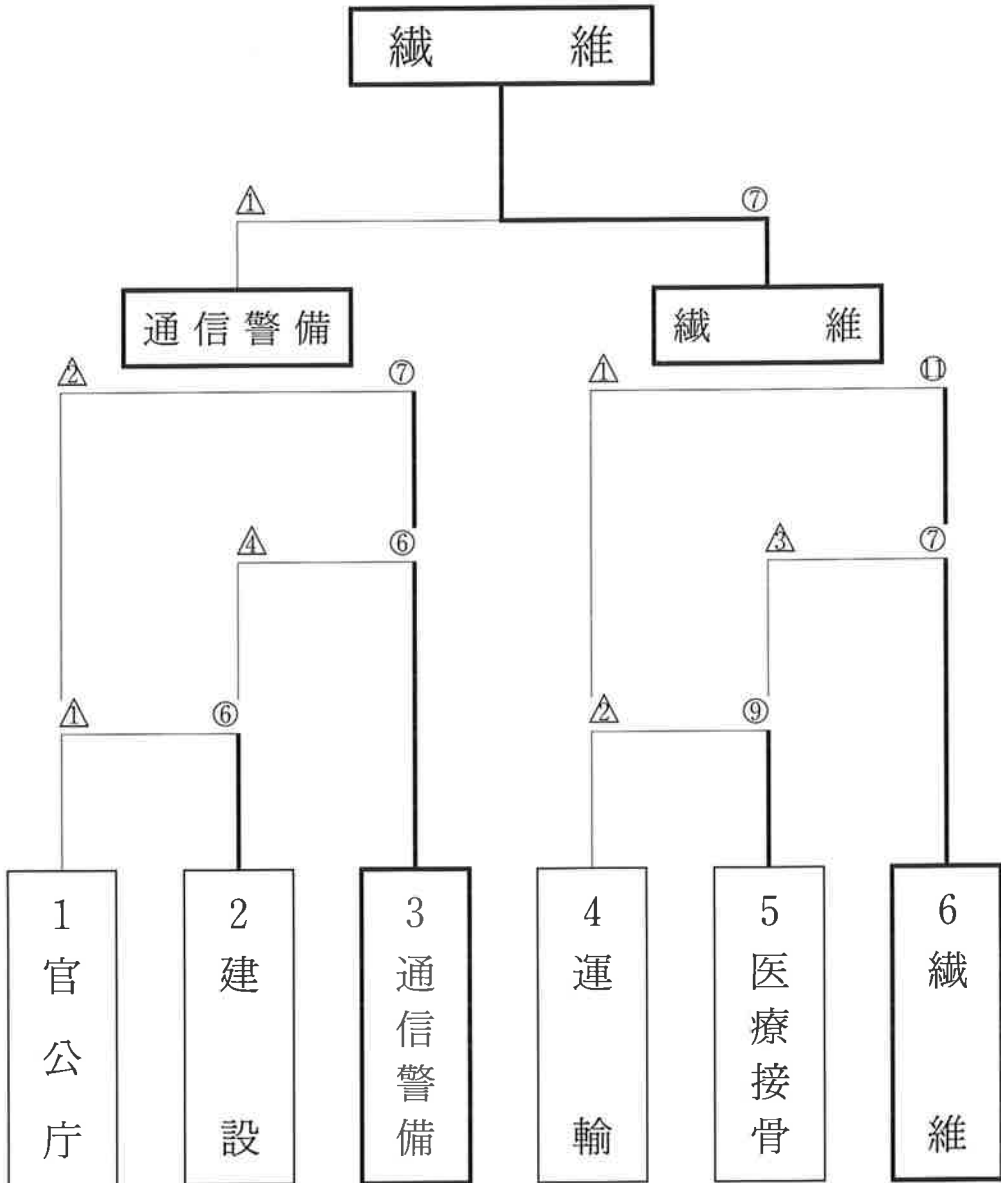 繊 維
△1 ⑦
通信警備 繊 維
△2 ⑦ △1 ⑪
△4 ⑥ △3 ⑦
△1 ⑥ △2 ⑨
1 官公庁
2 建設
3 通信警備
4 運輸
5 医療接骨
6 繊維